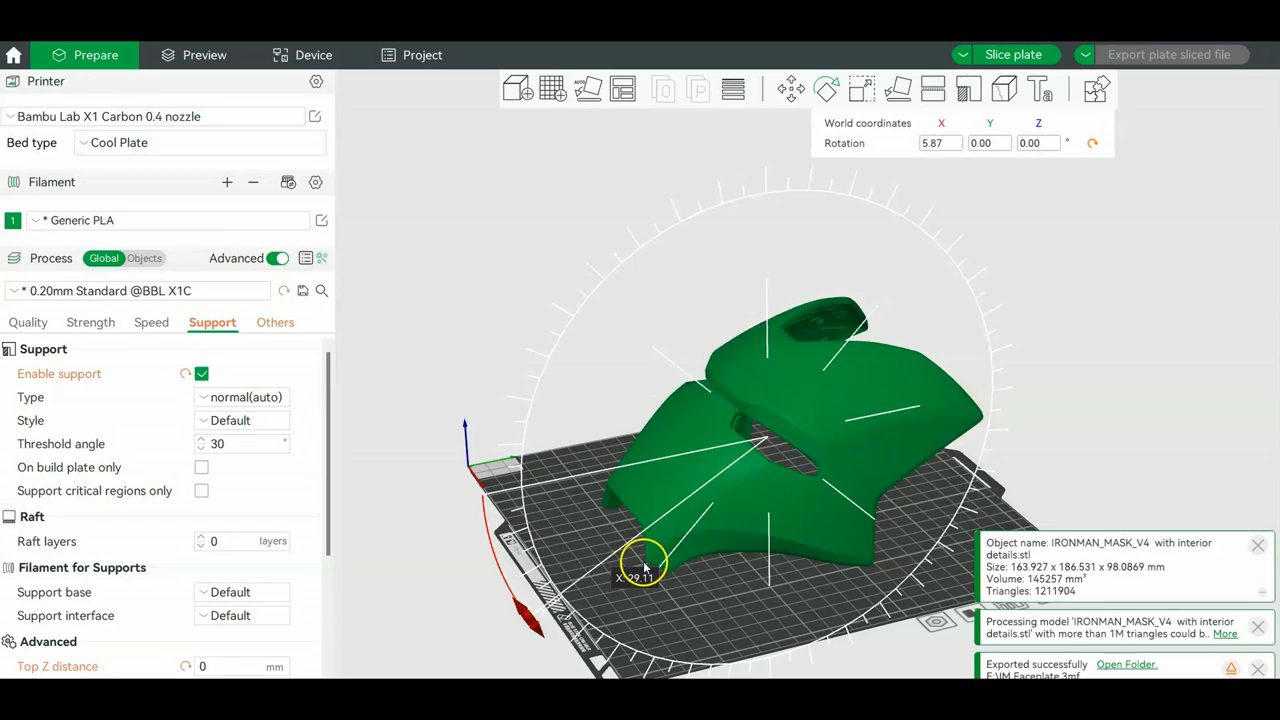 Prepare
Preview
Device
Project
Slice plate
Export plate sliced file
Printer
Bambu Lab X1 Carbon 0.4 nozzle
Bed type
Cool Plate
Filament
1
* Generic PLA
Process
Global
Objects
Advanced
* 0.20mm Standard @BBL X1C
Quality
Strength
Speed
Support
Others
Support
Enable support
Type
normal(auto)
Style
Default
Threshold angle
30
°
On build plate only
Support critical regions only
Raft
Raft layers
0
layers
Filament for Supports
Support base
Default
Support interface
Default
Advanced
Top Z distance
0
mm
World coordinates
X
Y
Z
Rotation
5.87
0.00
0.00
°
X: 29.11
Object name: IRONMAN_MASK_V4 with interior
details.stl
Size: 163.927 x 186.531 x 98.0869 mm
Volume: 145257 mm³
Triangles: 1211904
Processing model 'IRONMAN_MASK_V4 with interior
details.stl' with more than 1M triangles could b.. More
Exported successfully
Open Folder.
E:\IM Faceplate.3mf